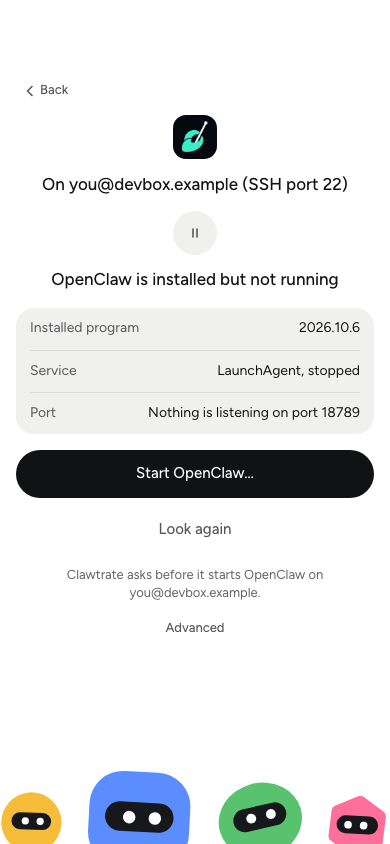 Back
On you@devbox.example (SSH port 22)
OpenClaw is installed but not running
Installed program 2026.10.6
Service LaunchAgent, stopped
Port Nothing is listening on port 18789
Start OpenClaw…
Look again
Clawtrate asks before it starts OpenClaw on
you@devbox.example.
Advanced